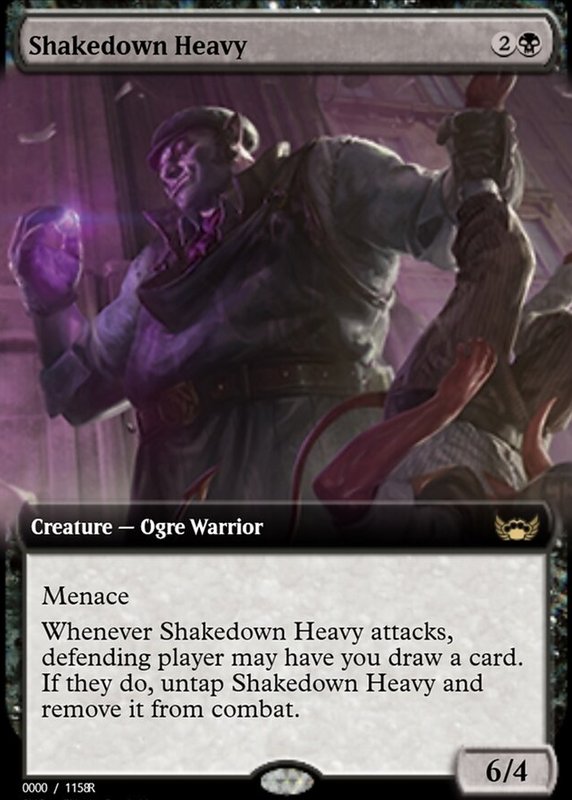 Shakedown Heavy 2
Creature — Ogre Warrior
Menace
Whenever Shakedown Heavy attacks,
defending player may have you draw a card.
If they do, untap Shakedown Heavy and
remove it from combat.
6/4
0000 / 1158R